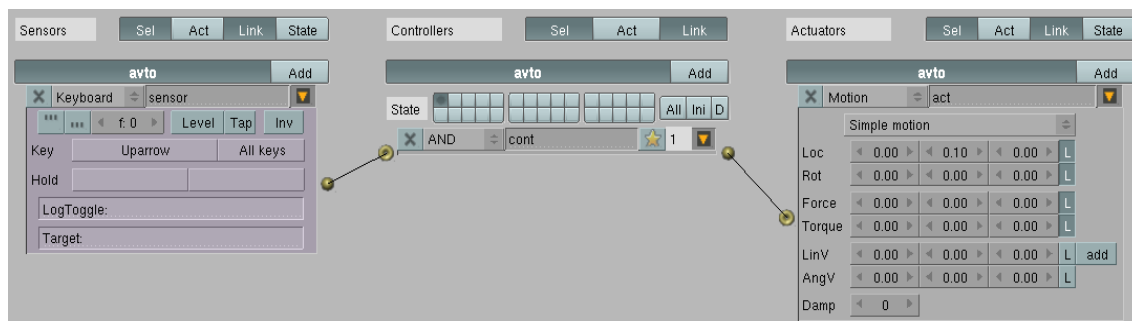 Sensors Sel Act Link State
avto Add
Keyboard sensor
f: 0 Level Tap Inv
Key Uparrow All keys
Hold
LogToggle:
Target:
Controllers Sel Act Link
avto Add
State All Ini D
AND cont 1
Actuators Sel Act Link State
avto Add
Motion act
Simple motion
Loc 0.00 0.10 0.00 L
Rot 0.00 0.00 0.00 L
Force 0.00 0.00 0.00 L
Torque 0.00 0.00 0.00 L
LinV 0.00 0.00 0.00 L add
AngV 0.00 0.00 0.00 L
Damp 0